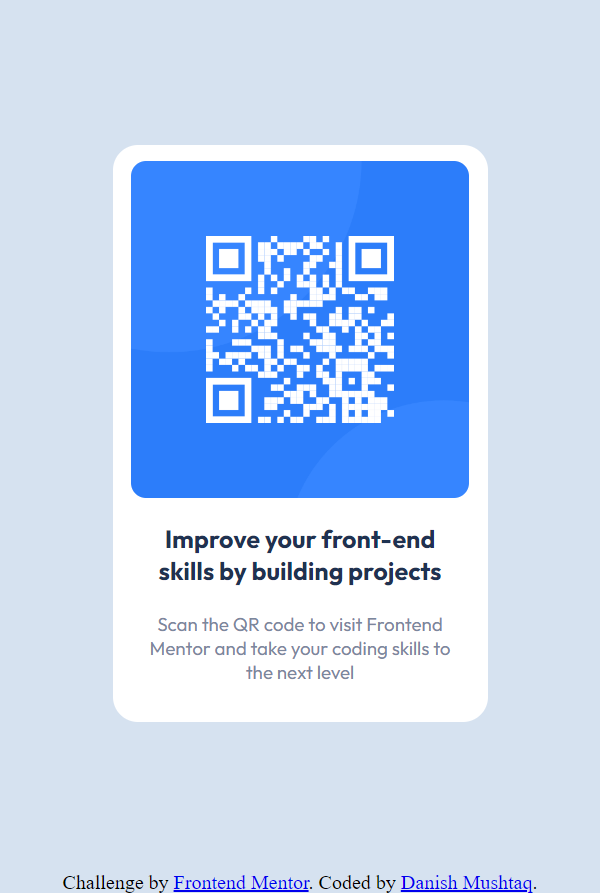 Improve your front-end
skills by building projects
Scan the QR code to visit Frontend
Mentor and take your coding skills to
the next level
Challenge by Frontend Mentor. Coded by Danish Mushtaq.